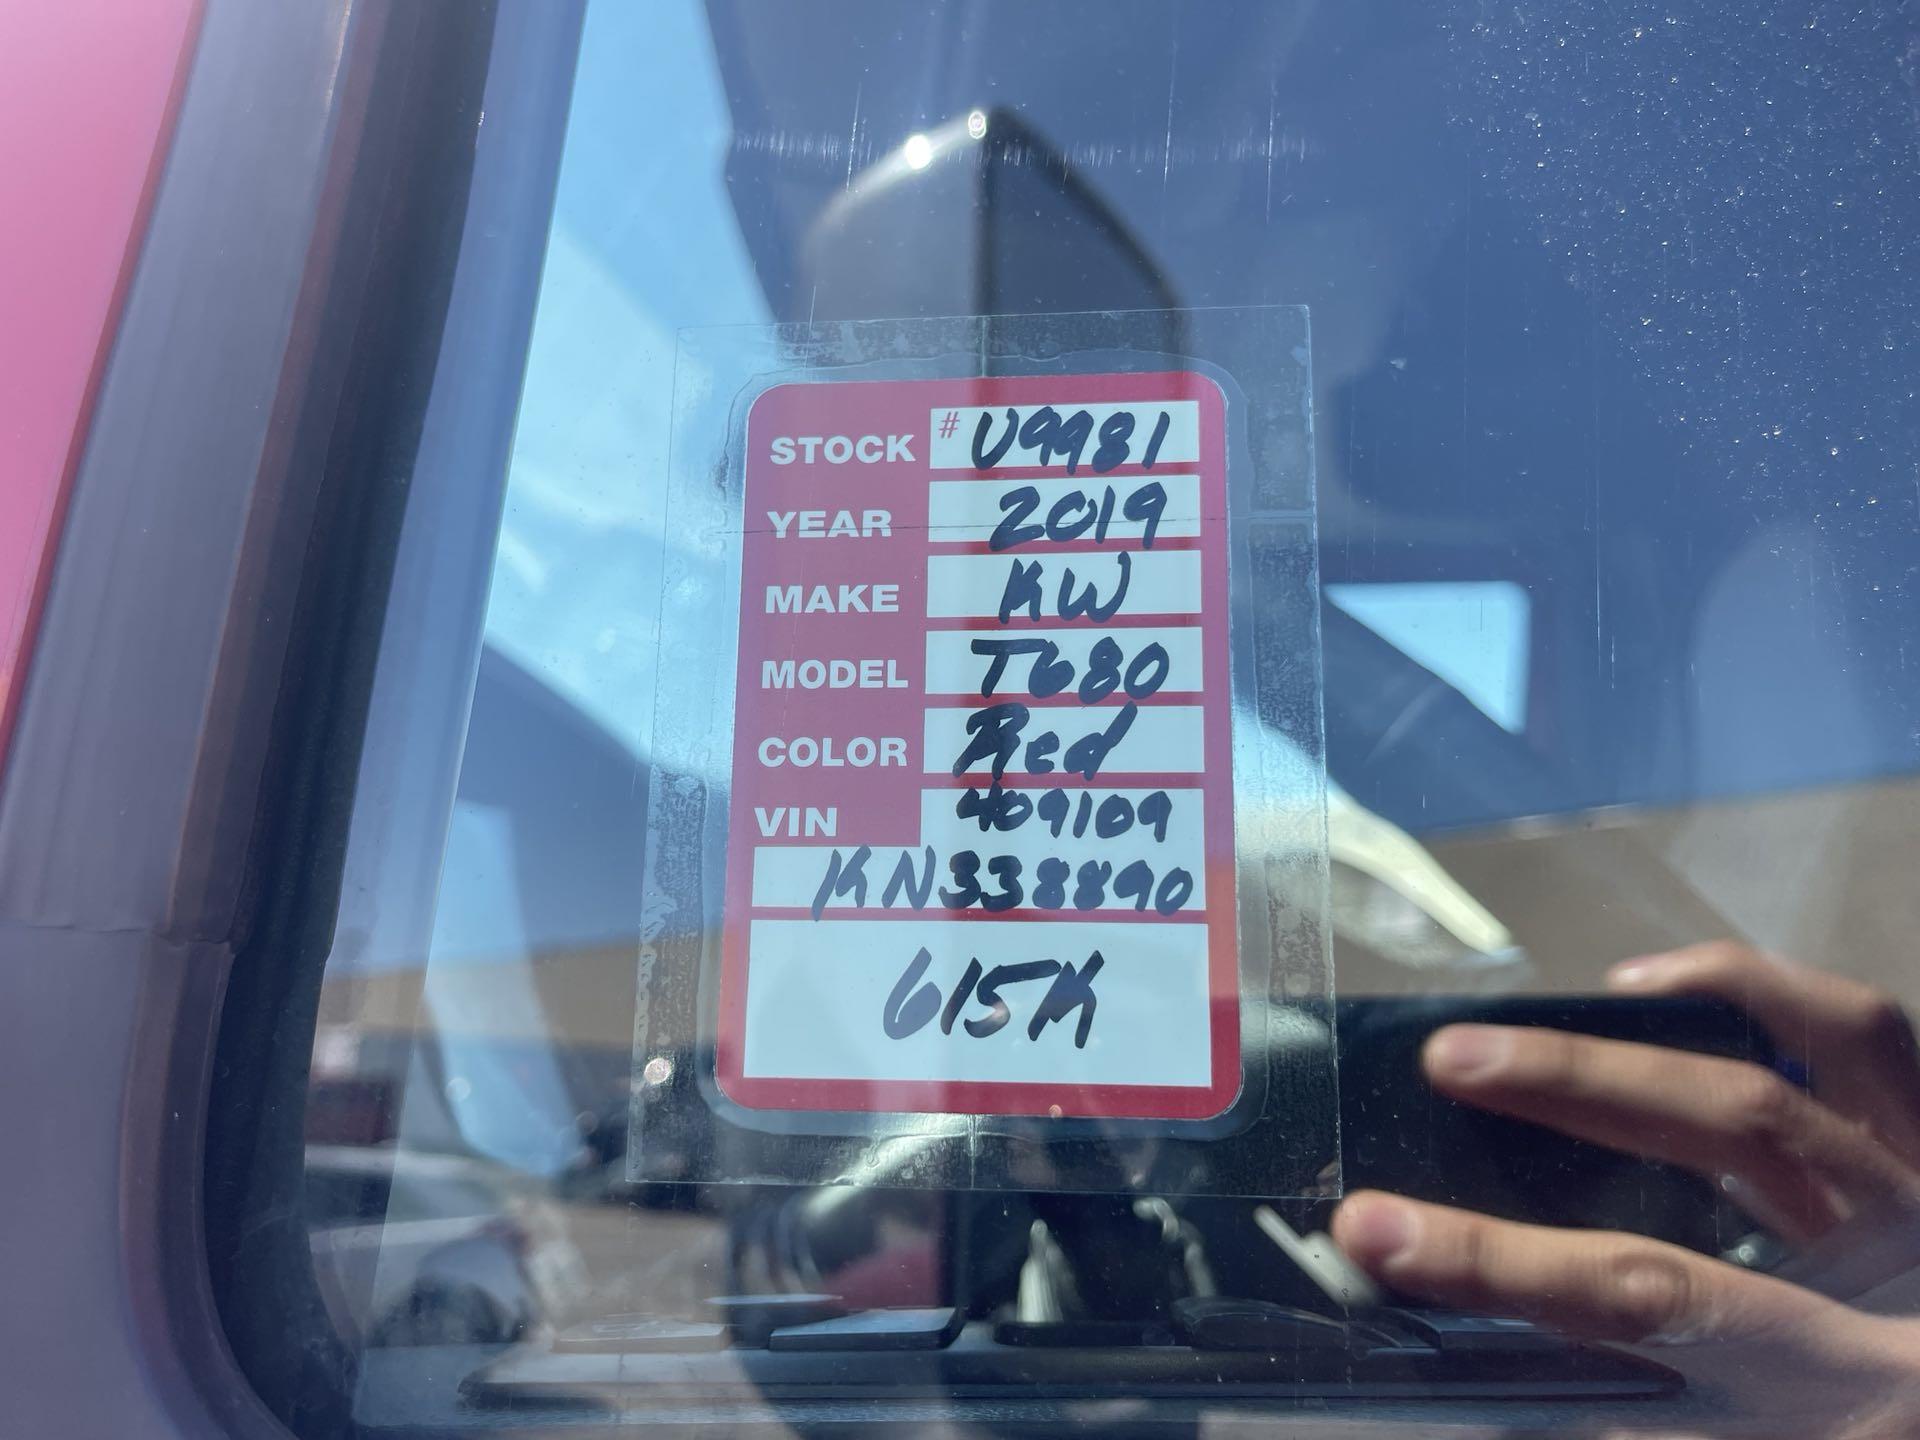 STOCK #U9981
YEAR 2019
MAKE KW
MODEL T680
COLOR Red
VIN 409109
KN338890
615K